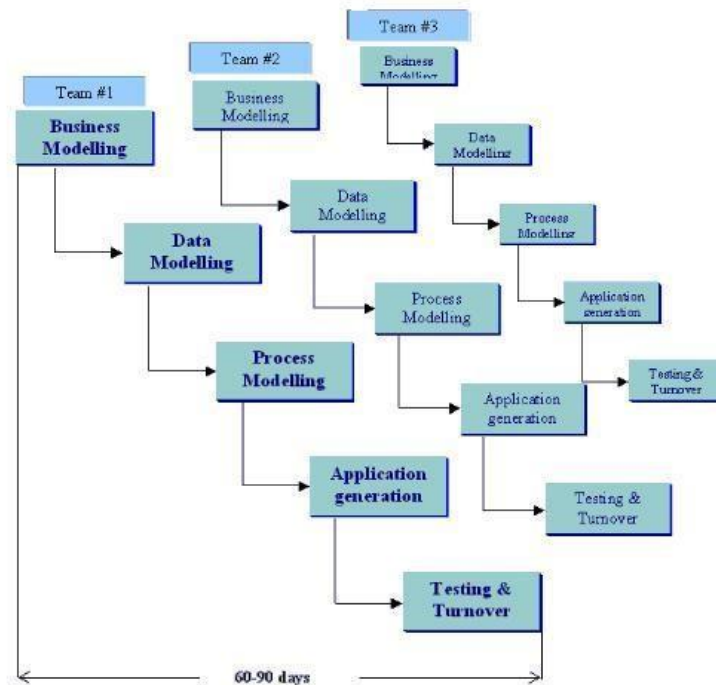 Team #1
Business
Modelling
Data
Modelling
Process
Modelling
Application
generation
Testing &
Turnover
Team #2
Business
Modelling
Data
Modelling
Process
Modelling
Application
generation
Testing &
Turnover
Team #3
Business
Modelling
Data
Modelling
Process
Modelling
Application
generation
Testing &
Turnover
60-90 days